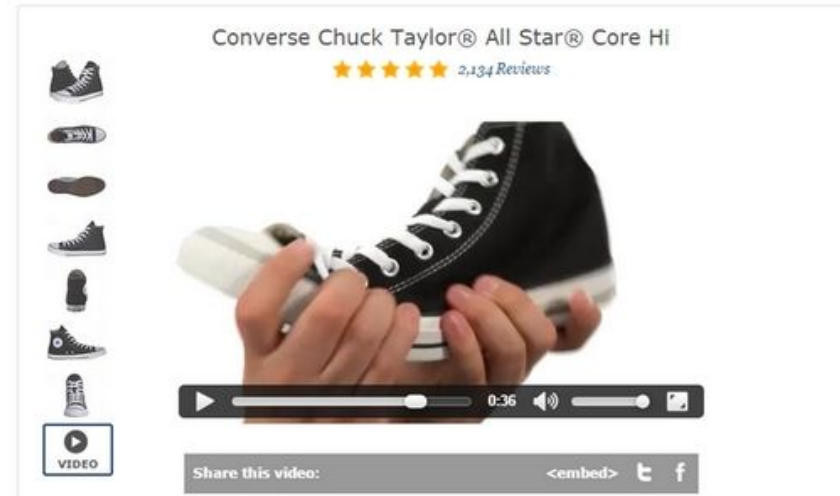 Converse Chuck Taylor® All Star® Core Hi
2,134 Reviews
0:36
VIDEO
Share this video:
<embed>